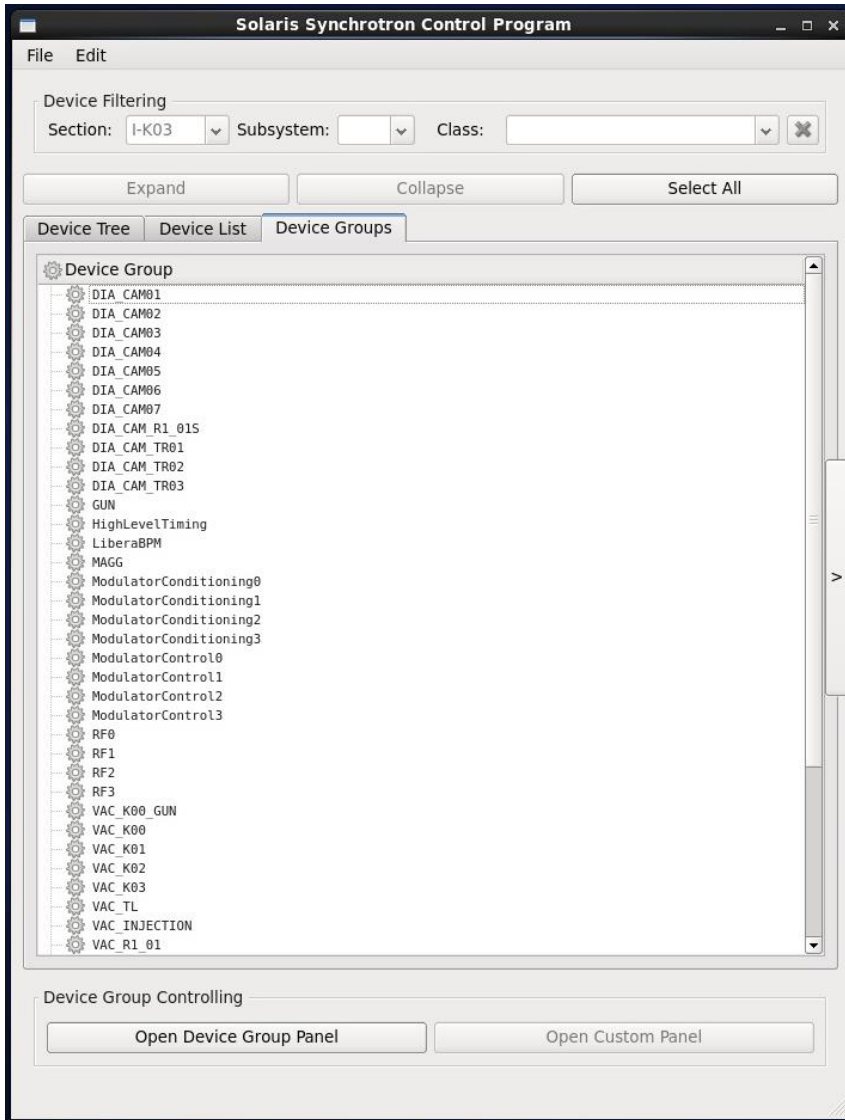 Solaris Synchrotron Control Program
File Edit
Device Filtering
Section: I-K03 Subsystem: Class:
Expand Collapse Select All
Device Tree Device List Device Groups
Device Group
DIA_CAM01
DIA_CAM02
DIA_CAM03
DIA_CAM04
DIA_CAM05
DIA_CAM06
DIA_CAM07
DIA_CAM_R1_01S
DIA_CAM_TR01
DIA_CAM_TR02
DIA_CAM_TR03
GUN
HighLevelTiming
LiberaBPM
MAGG
ModulatorConditioning0
ModulatorConditioning1
ModulatorConditioning2
ModulatorConditioning3
ModulatorControl0
ModulatorControl1
ModulatorControl2
ModulatorControl3
RF0
RF1
RF2
RF3
VAC_K00_GUN
VAC_K00
VAC_K01
VAC_K02
VAC_K03
VAC_TL
VAC_INJECTION
VAC_R1_01
>
Device Group Controlling
Open Device Group Panel Open Custom Panel